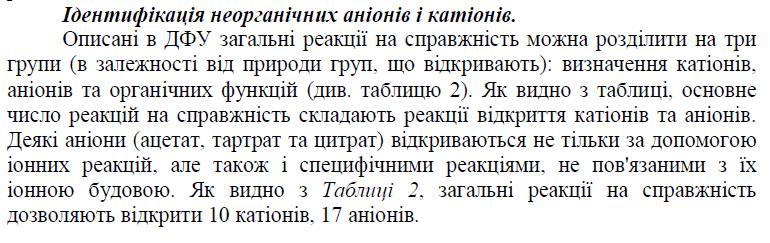 Ідентифікація неорганічних аніонів і катіонів.
Описані в ДФУ загальні реакції на справжність можна розділити на три
групи (в залежності від природи груп, що відкривають): визначення катіонів,
аніонів та органічних функцій (див. таблицю 2). Як видно з таблиці, основне
число реакцій на справжність складають реакції відкриття катіонів та аніонів.
Деякі аніони (ацетат, тартрат та цитрат) відкриваються не тільки за допомогою
іонних реакцій, але також і специфічними реакціями, не пов'язаними з їх
іонною будовою. Як видно з Таблиці 2, загальні реакції на справжність
дозволяють відкрити 10 катіонів, 17 аніонів.